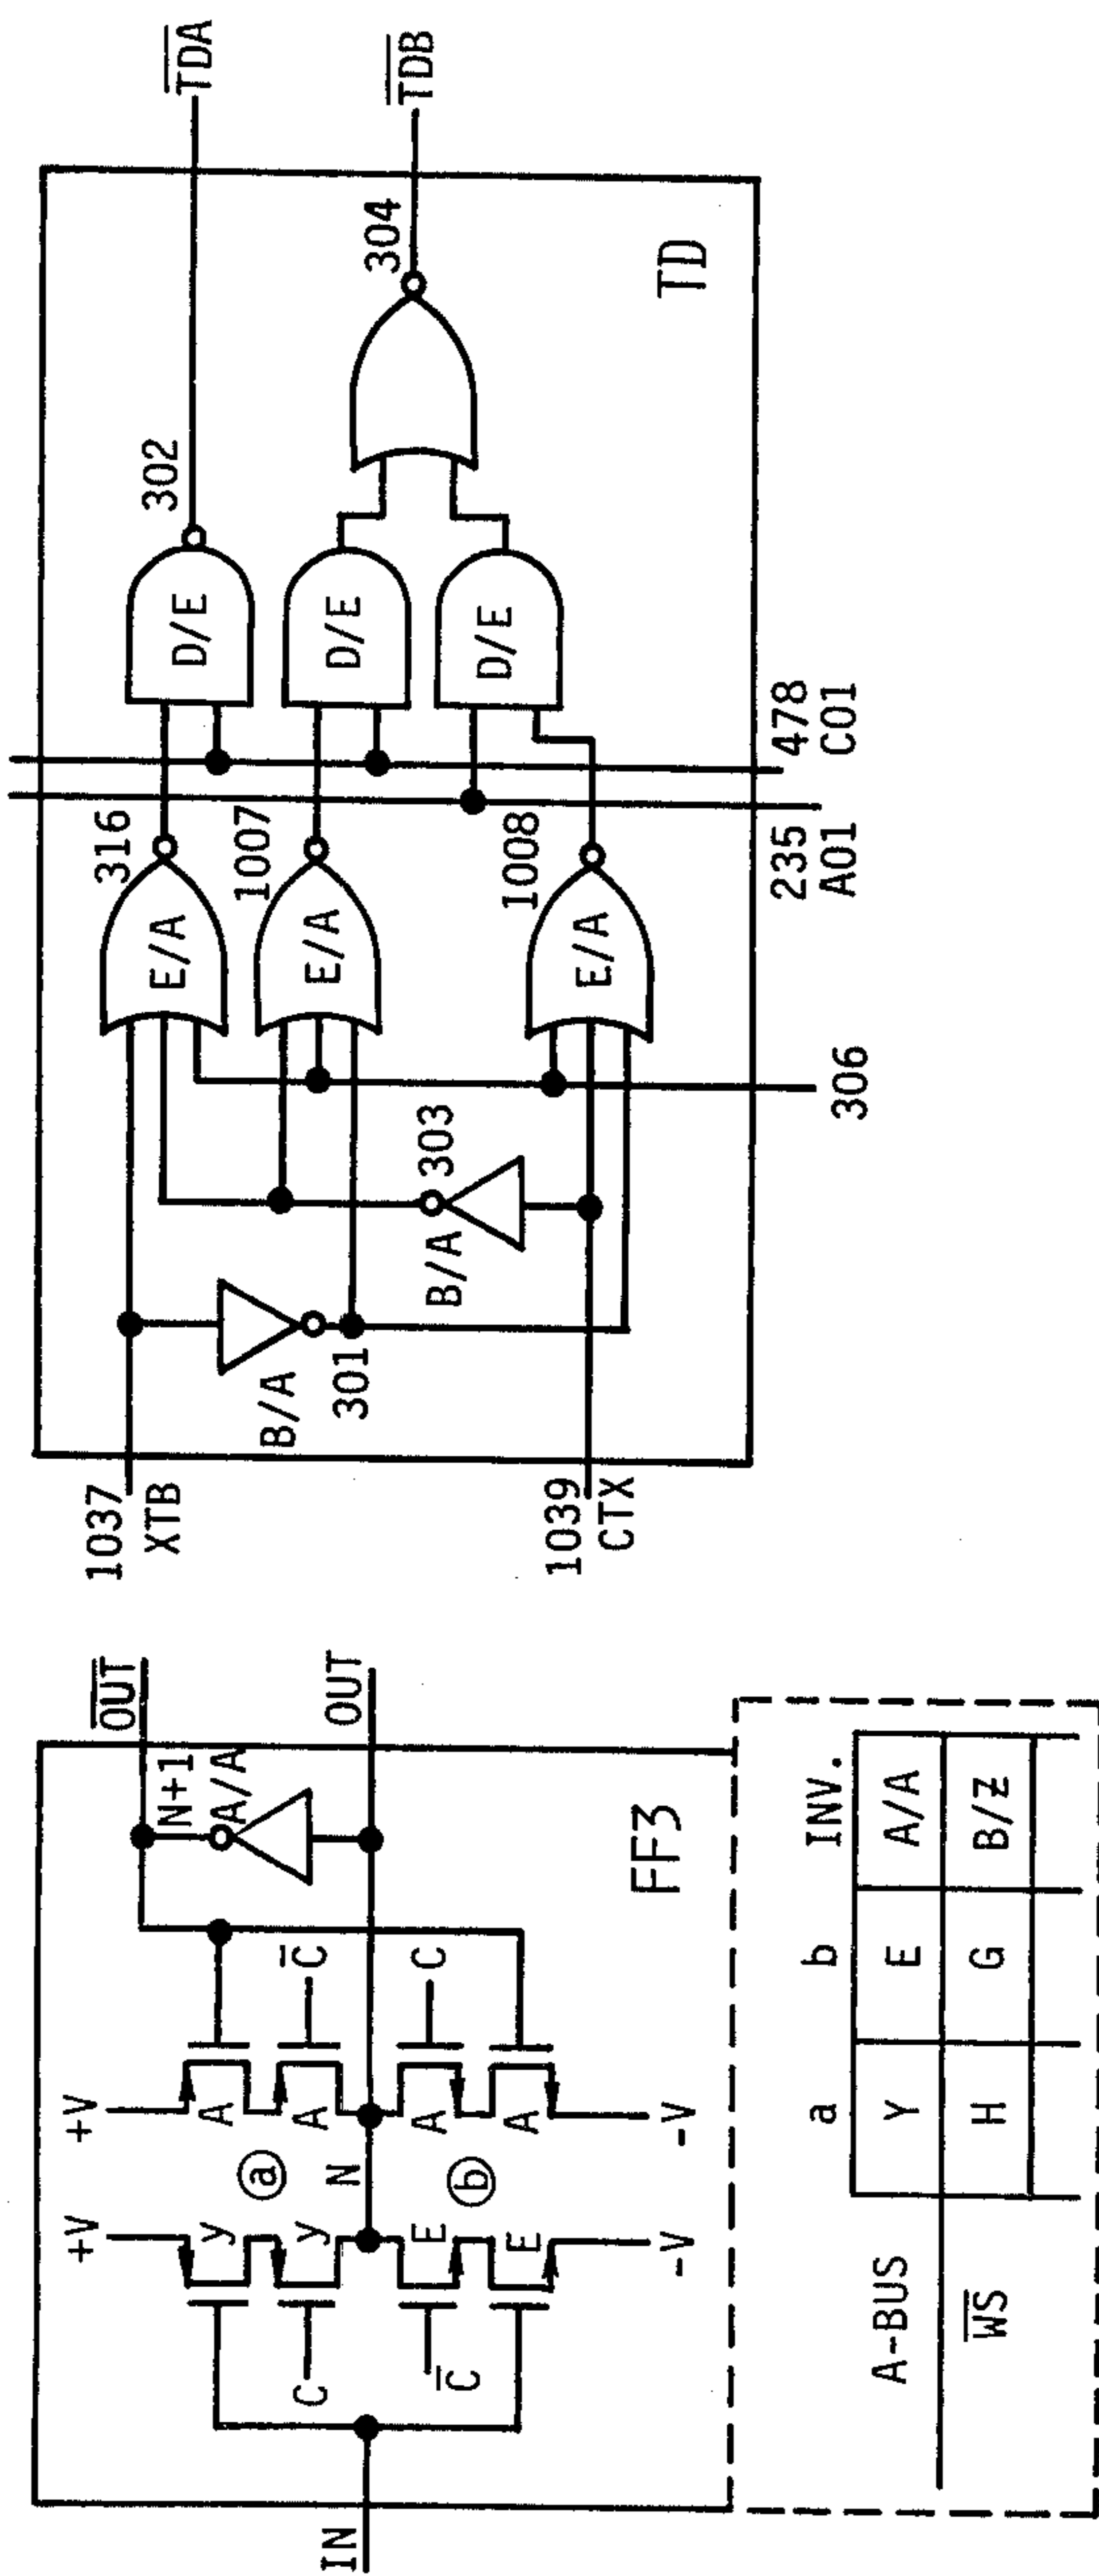 1037
XTB
B/A
301
B/A
303
1039
CTX
316
E/A
1007
E/A
1008
E/A
306
235
A01
478
C01
302
D/E
D/E
D/E
304
TD
TDA
TDB
IN
+V
+V
y
A
OUT
N+1
A/A
C
y
ⓐ
A
C
N
OUT
C
E
ⓑ
A
C
E
A
-V
-V
FF3
a b INV.
A-BUS Y E A/A
WS H G B/Z